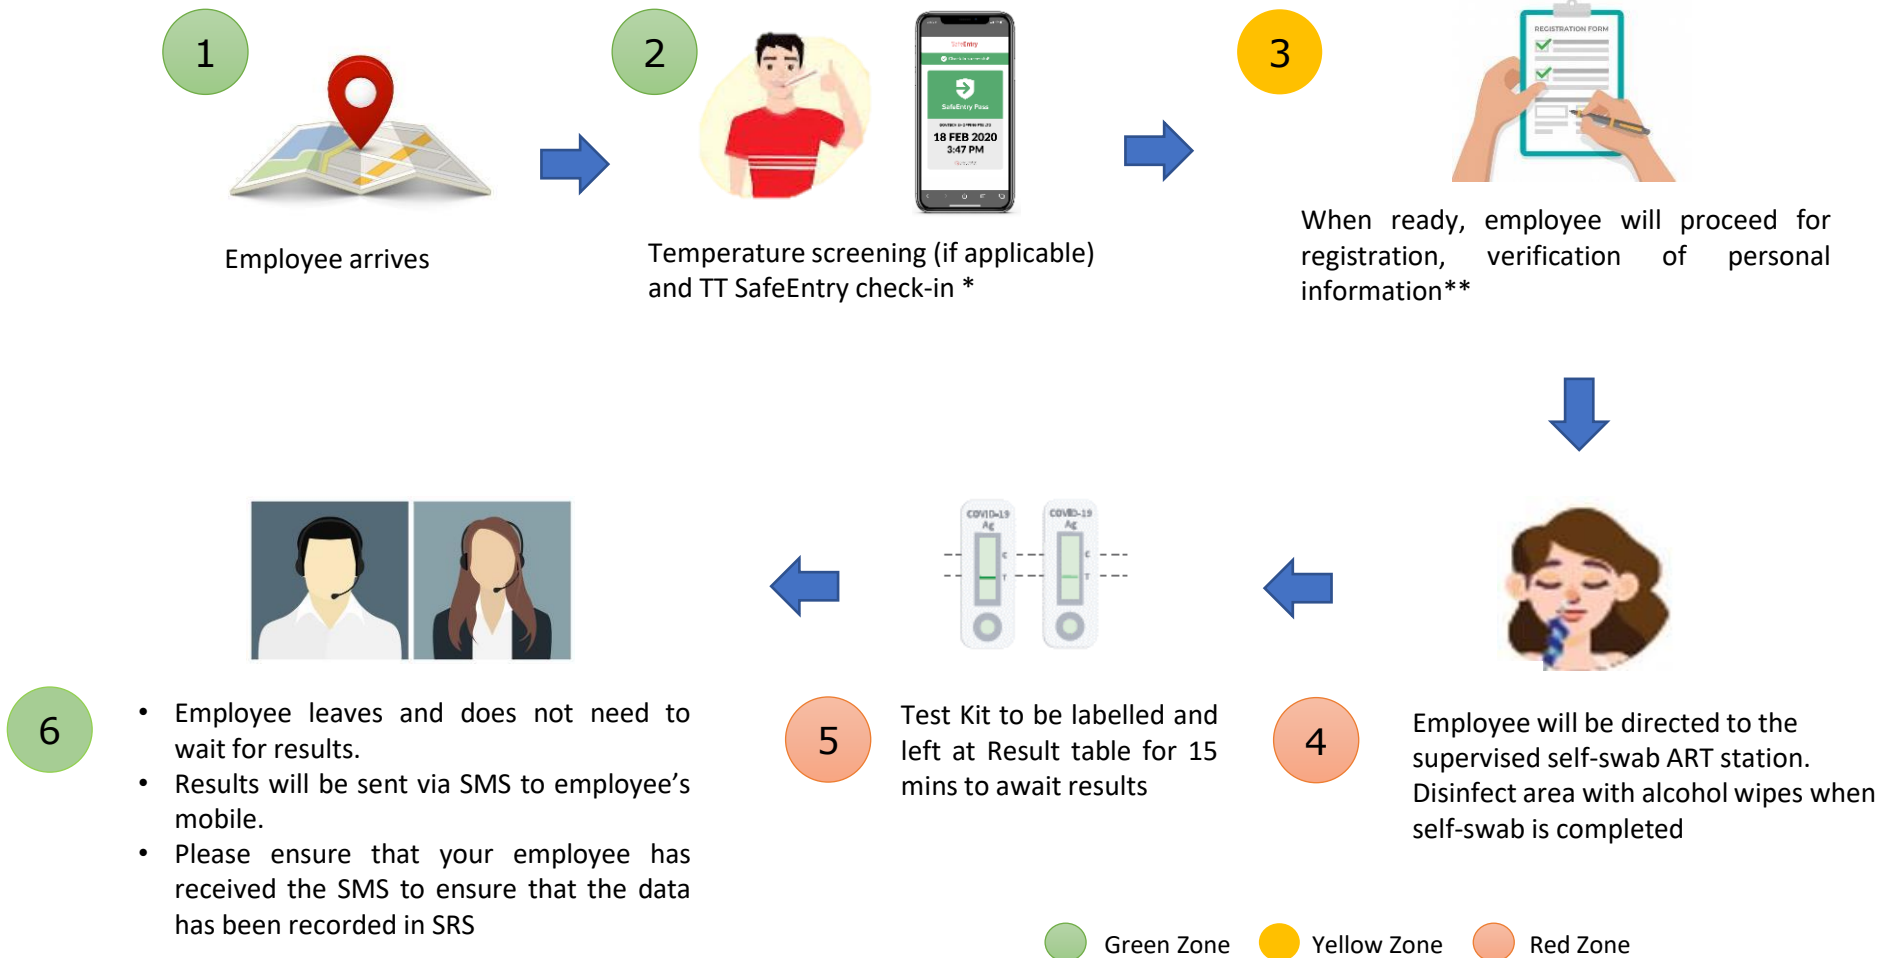 1
Employee arrives
2
SafeEntry
SafeEntry Pass
18 FEB 2020
3:47 PM
Temperature screening (if applicable)
and TT SafeEntry check-in *
3
REGISTRATION FORM
When ready, employee will proceed for
registration, verification of personal
information**
4
Employee will be directed to the
supervised self-swab ART station.
Disinfect area with alcohol wipes when
self-swab is completed
COVID-19
Ag
C
T
COVID-19
Ag
C
T
5
Test Kit to be labelled and
left at Result table for 15
mins to await results
6
• Employee leaves and does not need to
wait for results.
• Results will be sent via SMS to employee’s
mobile.
• Please ensure that your employee has
received the SMS to ensure that the data
has been recorded in SRS
Green Zone
Yellow Zone
Red Zone